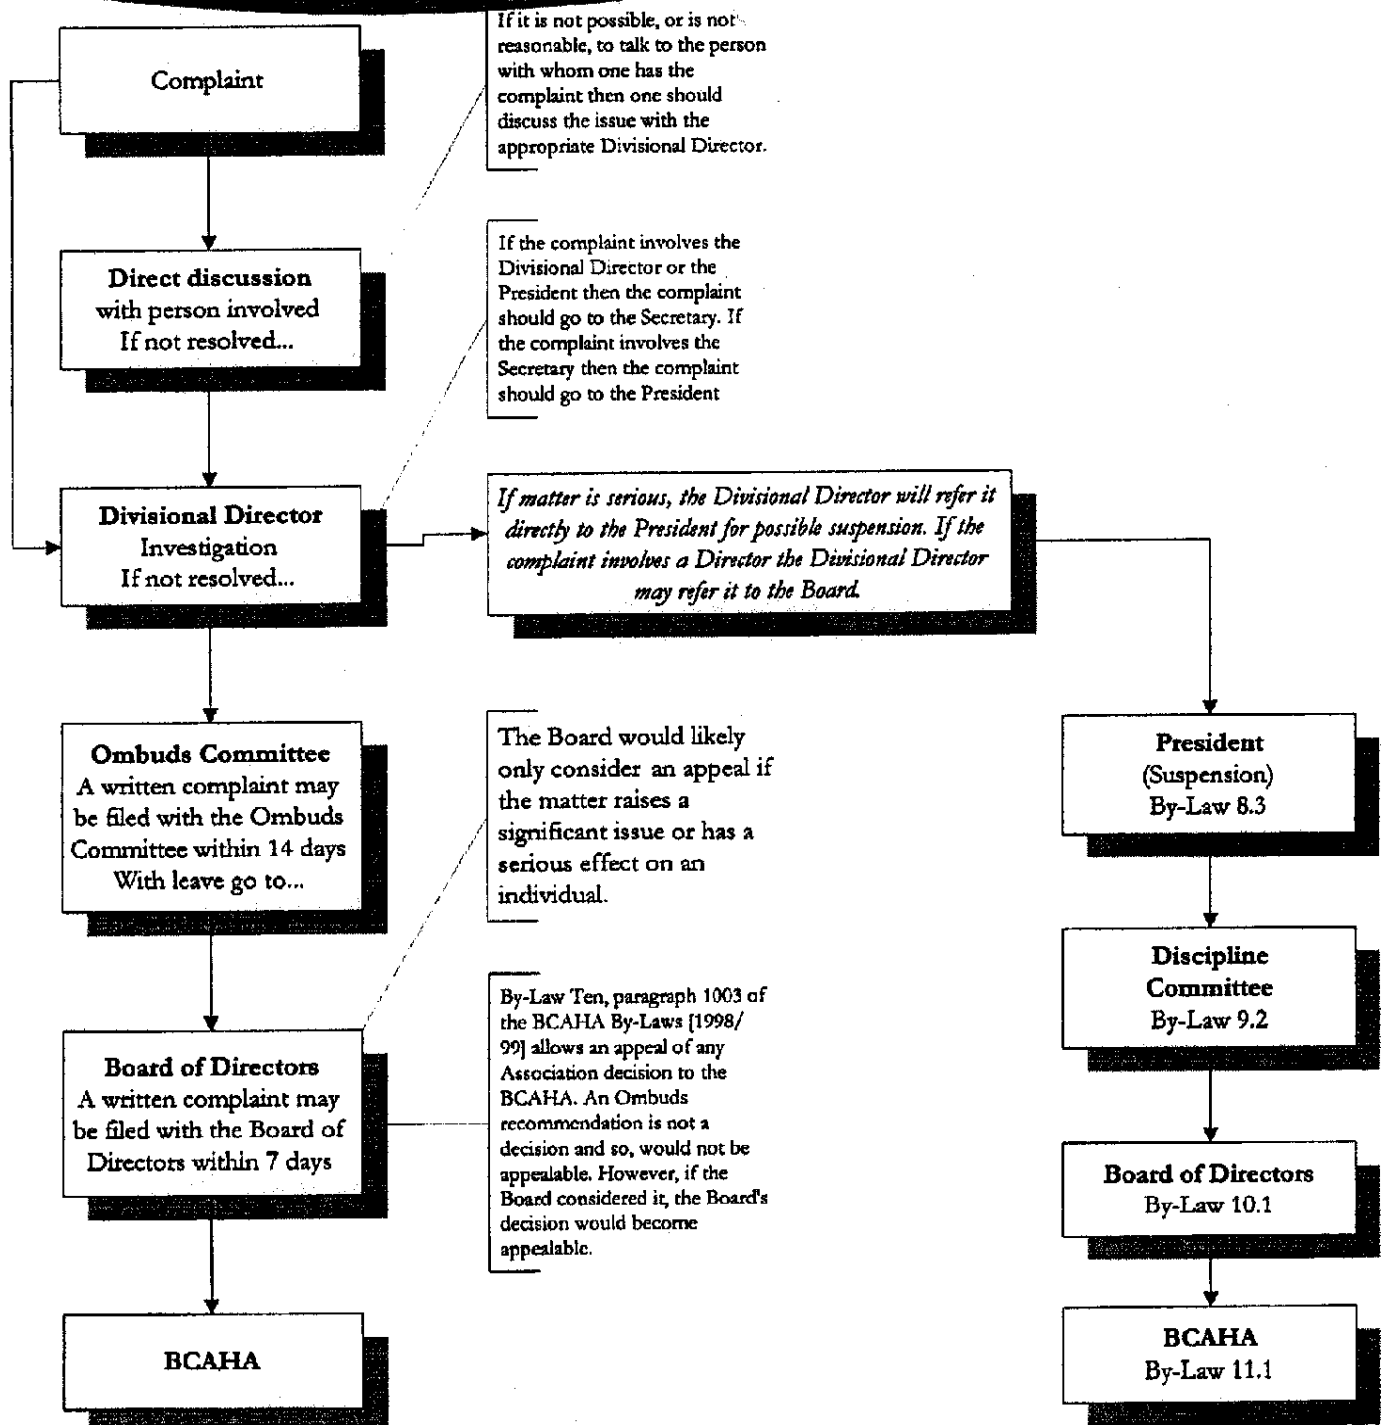 Complaint
If it is not possible, or is not
reasonable, to talk to the person
with whom one has the
complaint then one should
discuss the issue with the
appropriate Divisional Director.
Direct discussion
with person involved
If not resolved...
If the complaint involves the
Divisional Director or the
President then the complaint
should go to the Secretary. If
the complaint involves the
Secretary then the complaint
should go to the President
Divisional Director
Investigation
If not resolved...
If matter is serious, the Divisional Director will refer it
directly to the President for possible suspension. If the
complaint involves a Director the Divisional Director
may refer it to the Board.
Ombuds Committee
A written complaint may
be filed with the Ombuds
Committee within 14 days
With leave go to...
The Board would likely
only consider an appeal if
the matter raises a
significant issue or has a
serious effect on an
individual.
President
(Suspension)
By-Law 8.3
Discipline
Committee
By-Law 9.2
Board of Directors
A written complaint may
be filed with the Board of
Directors within 7 days
By-Law Ten, paragraph 1003 of
the BCAHA By-Laws [1998/
99] allows an appeal of any
Association decision to the
BCAHA. An Ombuds
recommendation is not a
decision and so, would not be
appealable. However, if the
Board considered it, the Board's
decision would become
appealable.
Board of Directors
By-Law 10.1
BCAHA
BCAHA
By-Law 11.1